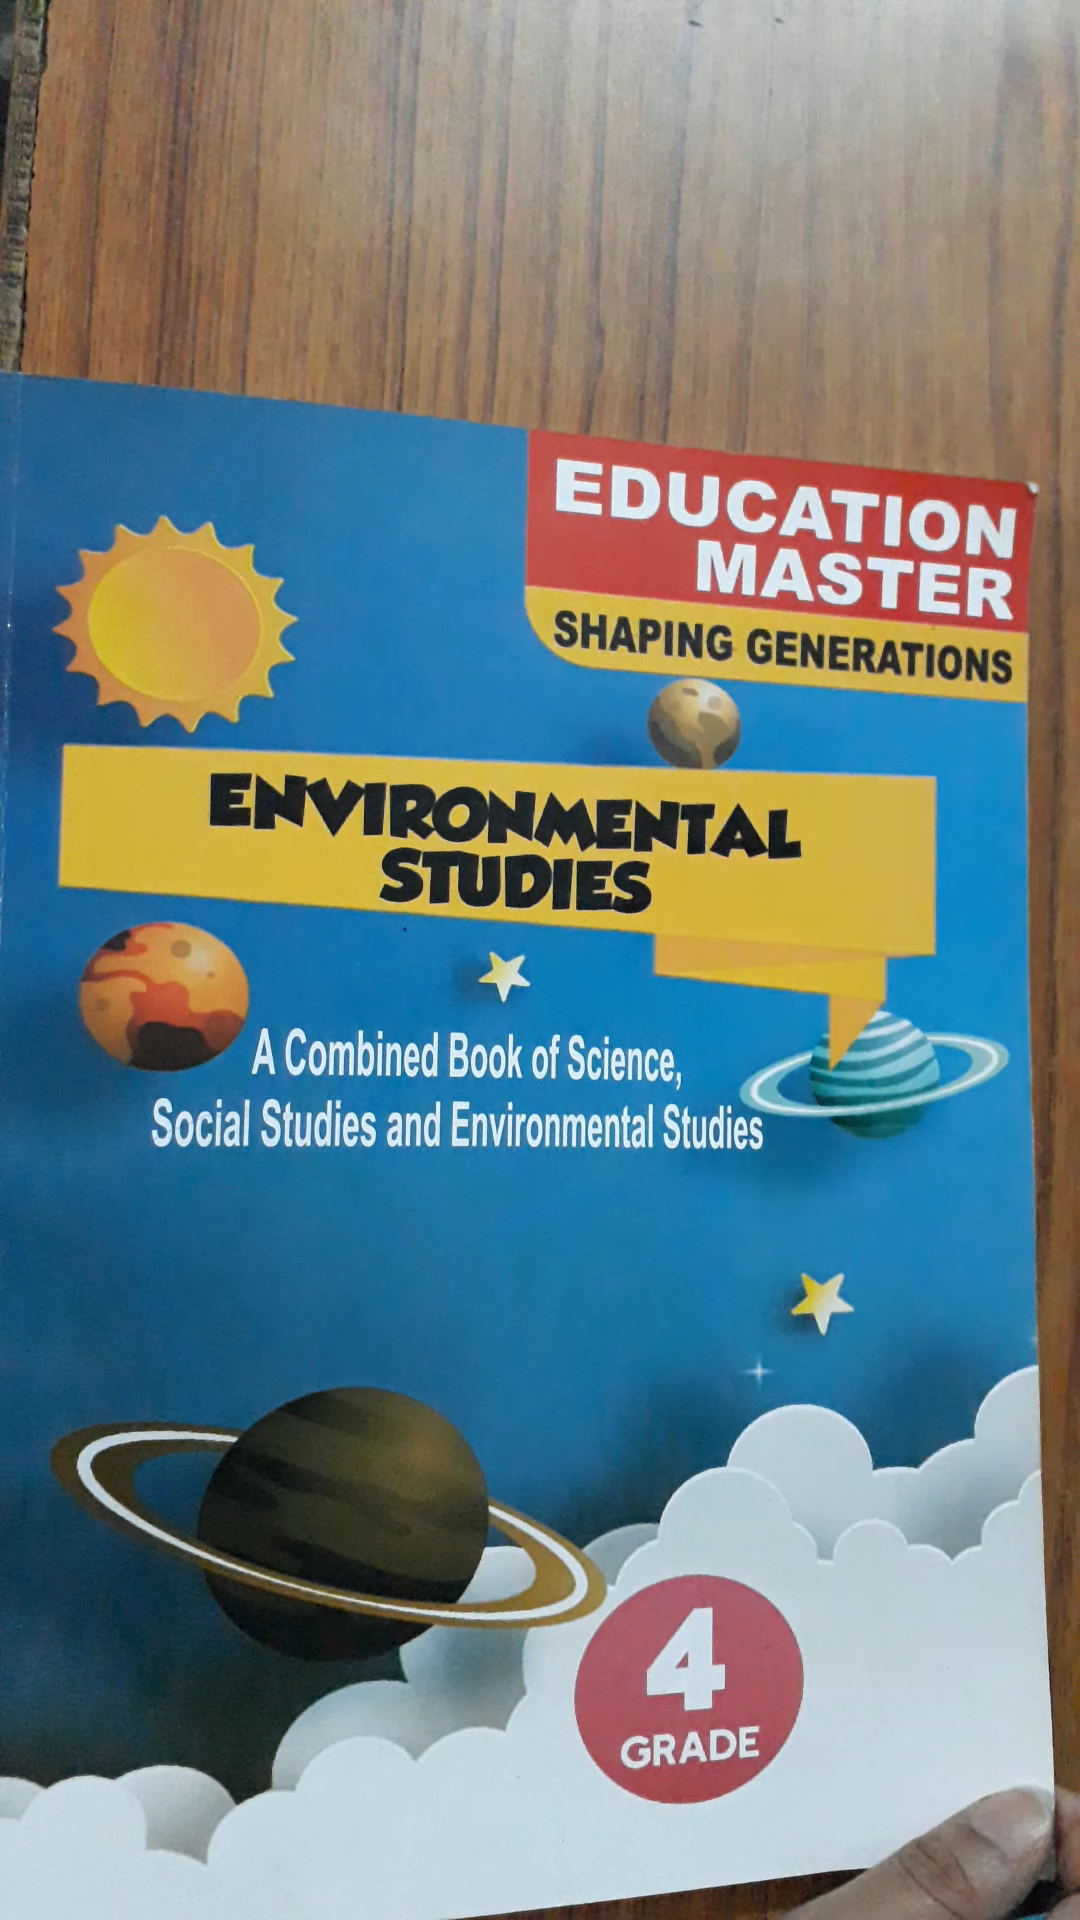 EDUCATION
MASTER
SHAPING GENERATIONS
ENVIRONMENTAL
STUDIES
A Combined Book of Science,
Social Studies and Environmental Studies
4
GRADE